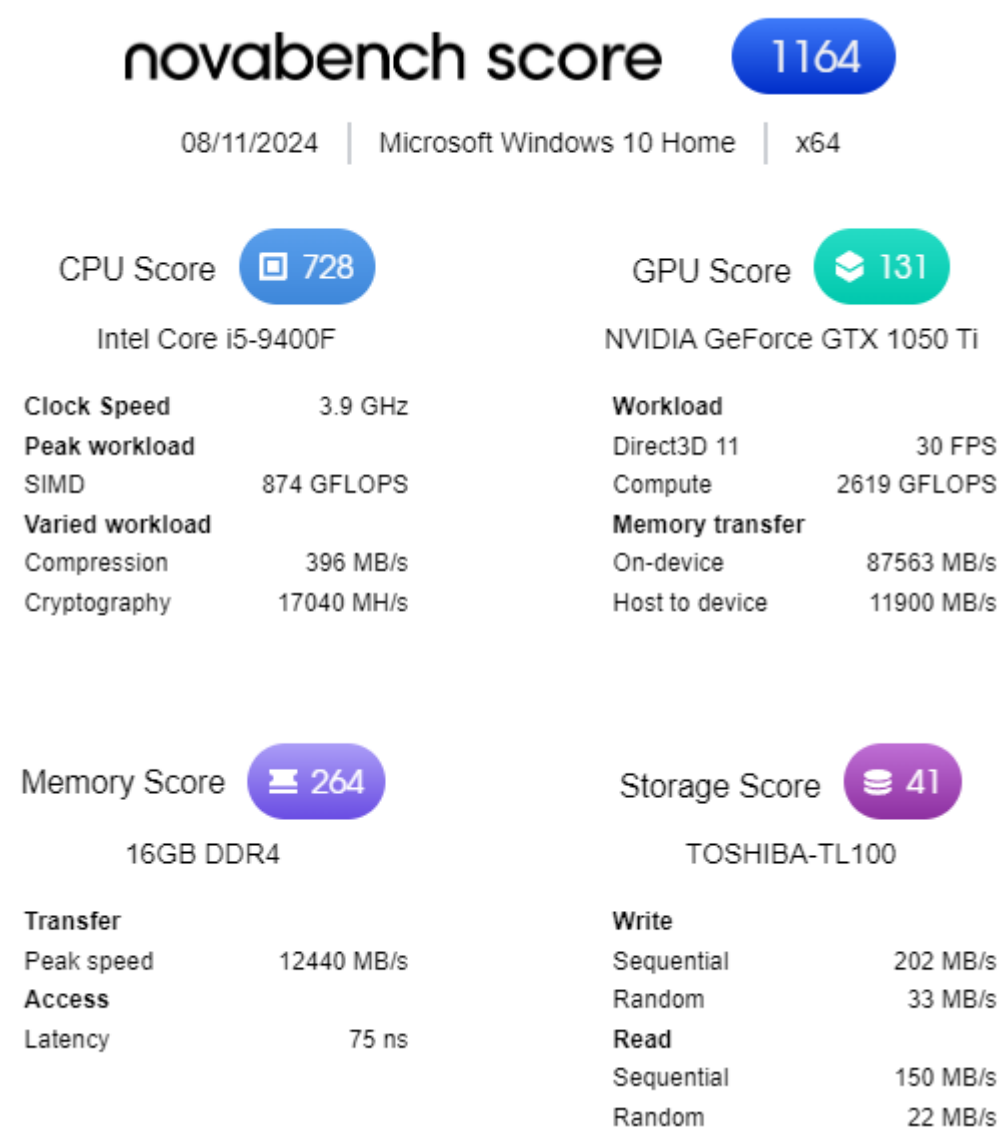 novabench score 1164
08/11/2024 | Microsoft Windows 10 Home | x64
CPU Score 728
Intel Core i5-9400F
Clock Speed 3.9 GHz
Peak workload
SIMD 874 GFLOPS
Varied workload
Compression 396 MB/s
Cryptography 17040 MH/s
GPU Score 131
NVIDIA GeForce GTX 1050 Ti
Workload
Direct3D 11 30 FPS
Compute 2619 GFLOPS
Memory transfer
On-device 87563 MB/s
Host to device 11900 MB/s
Memory Score 264
16GB DDR4
Transfer
Peak speed 12440 MB/s
Access
Latency 75 ns
Storage Score 41
TOSHIBA-TL100
Write
Sequential 202 MB/s
Random 33 MB/s
Read
Sequential 150 MB/s
Random 22 MB/s